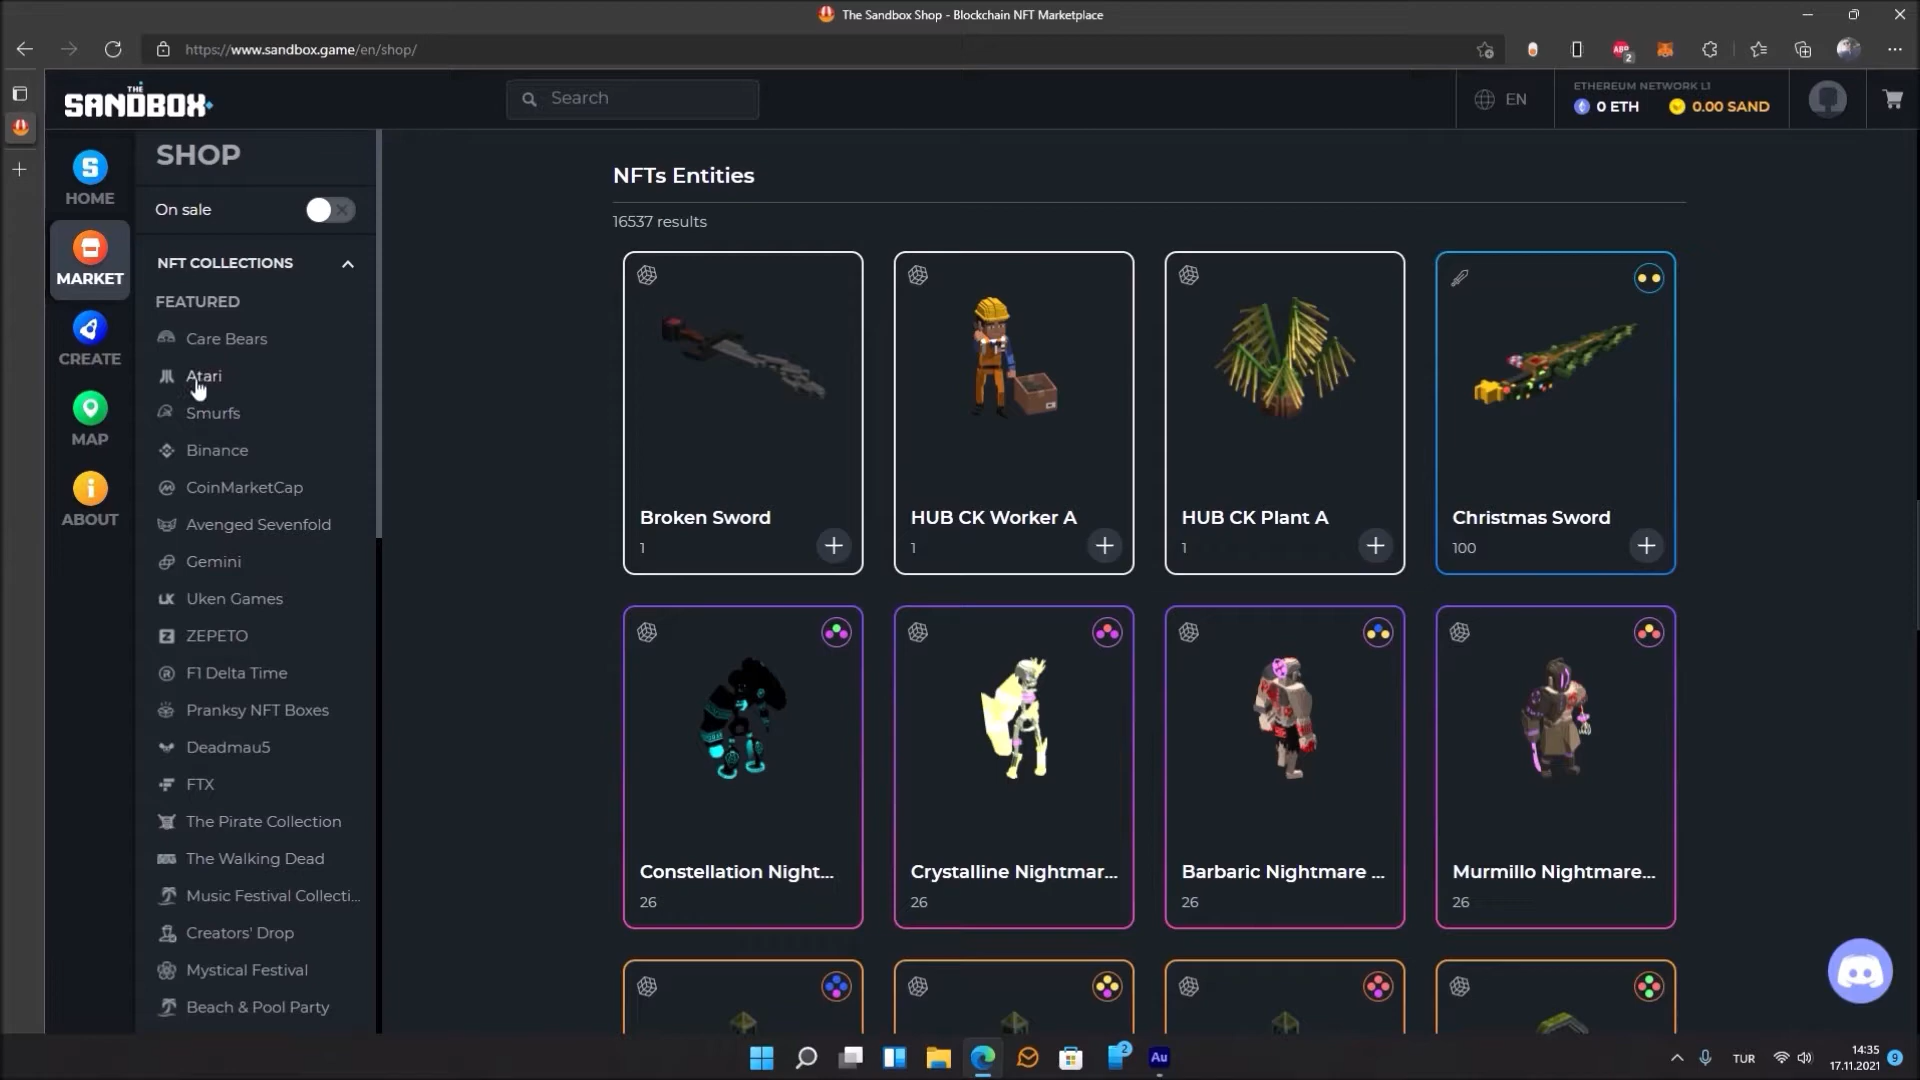 The Sandbox Shop - Blockchain NFT Marketplace
https://www.sandbox.game/en/shop/
ABP
2
THE
SANDBOX
Search
EN
ETHEREUM NETWORK L1
0 ETH
0.00 SAND
S
HOME
MARKET
CREATE
MAP
ABOUT
SHOP
On sale
NFT COLLECTIONS
FEATURED
Care Bears
Atari
Smurfs
Binance
CoinMarketCap
Avenged Sevenfold
Gemini
Uken Games
ZEPETO
F1 Delta Time
Pranksy NFT Boxes
Deadmau5
FTX
The Pirate Collection
The Walking Dead
Music Festival Collecti...
Creators' Drop
Mystical Festival
Beach & Pool Party
NFTs Entities
16537 results
Broken Sword
1
HUB CK Worker A
1
HUB CK Plant A
1
Christmas Sword
100
Constellation Night...
26
Crystalline Nightmar...
26
Barbaric Nightmare ...
26
Murmillo Nightmare...
26
2
Au
TUR
14:35
17.11.2021
9